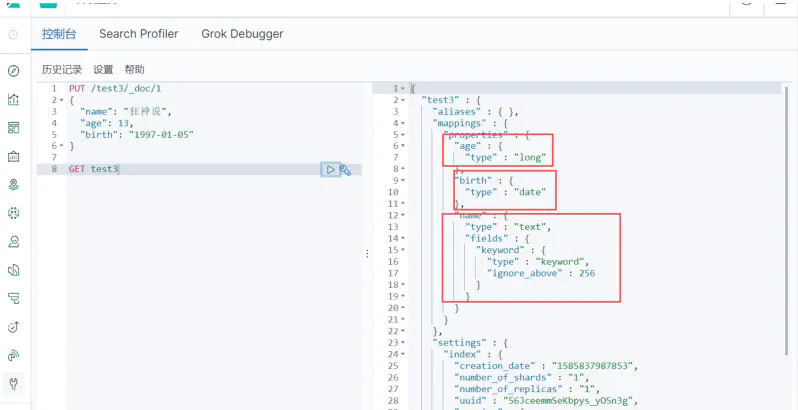 控制台 Search Profiler Grok Debugger
历史记录 设置 帮助
1 PUT /test3/_doc/1
2 {
3 "name": "狂神说",
4 "age": 13,
5 "birth": "1997-01-05"
6 }
7
8 GET test3
1 {
2 "test3" : {
3 "aliases" : { },
4 "mappings" : {
5 "properties" : {
6 "age" : {
7 "type" : "long"
8 },
9 "birth" : {
10 "type" : "date"
11 },
12 "name" : {
13 "type" : "text",
14 "fields" : {
15 "keyword" : {
16 "type" : "keyword",
17 "ignore_above" : 256
18 }
19 }
20 }
21 }
22 },
23 "settings" : {
24 "index" : {
25 "creation_date" : "1585837987853",
26 "number_of_shards" : "1",
27 "number_of_replicas" : "1",
28 "uuid" : "56JceemmSeKbpys_yO5n3g",